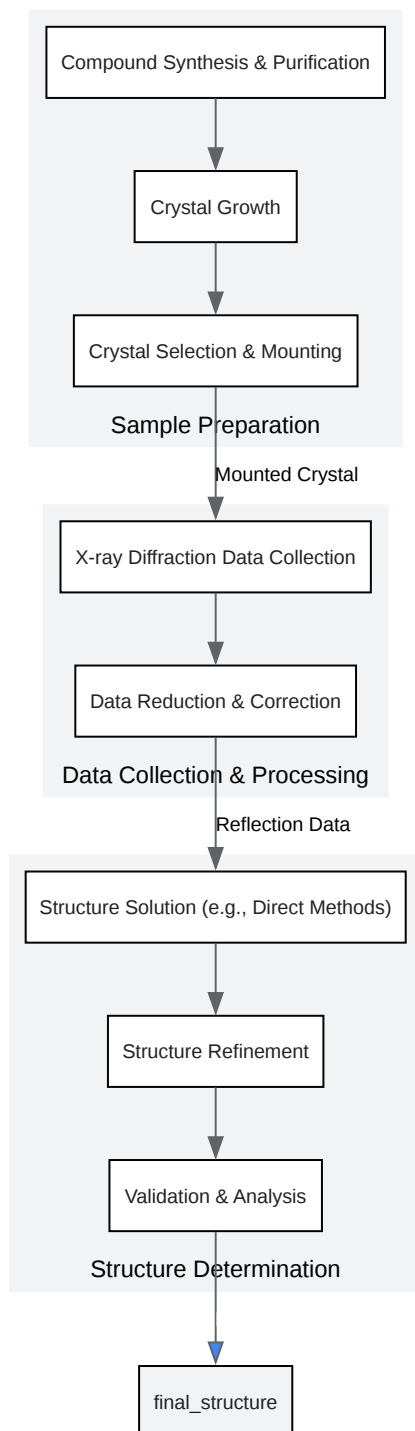 Compound Synthesis & Purification
Crystal Growth
Crystal Selection & Mounting
Sample Preparation
Mounted Crystal
X-ray Diffraction Data Collection
Data Reduction & Correction
Data Collection & Processing
Reflection Data
Structure Solution (e.g., Direct Methods)
Structure Refinement
Validation & Analysis
Structure Determination
final_structure